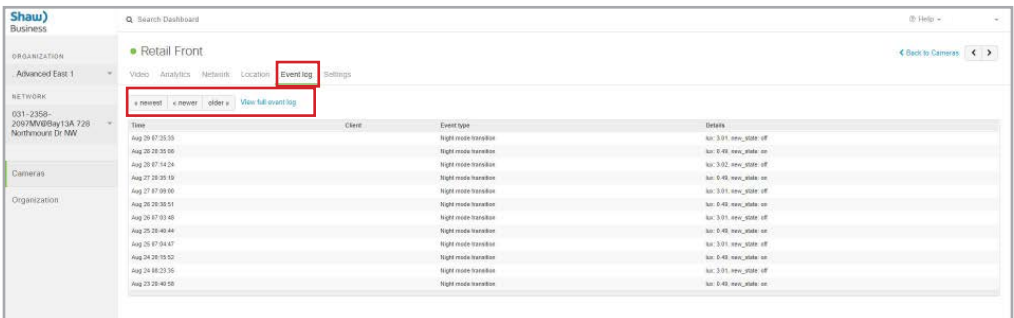 Shaw)
Business
Search Dashboard
Help
ORGANIZATION
Advanced East 1
NETWORK
031-2358-
2097MV@Bay13A 728
Northmount Dr NW
Cameras
Organization
Retail Front
Back to Cameras
Video Analytics Network Location Event log Settings
« newest « newer older » View full event log
Time Client Event type Details
Aug 29 07:25:35 Night mode transition lux: 3.01, new_state: off
Aug 28 20:35:06 Night mode transition lux: 0.49, new_state: on
Aug 28 07:14:24 Night mode transition lux: 3.02, new_state: off
Aug 27 20:35:19 Night mode transition lux: 0.49, new_state: on
Aug 27 07:09:00 Night mode transition lux: 3.01, new_state: off
Aug 26 20:38:51 Night mode transition lux: 0.49, new_state: on
Aug 26 07:03:48 Night mode transition lux: 3.01, new_state: off
Aug 25 20:46:44 Night mode transition lux: 0.49, new_state: on
Aug 25 07:04:47 Night mode transition lux: 3.01, new_state: off
Aug 24 20:15:52 Night mode transition lux: 0.49, new_state: on
Aug 24 08:23:35 Night mode transition lux: 3.01, new_state: off
Aug 23 20:40:58 Night mode transition lux: 0.49, new_state: on